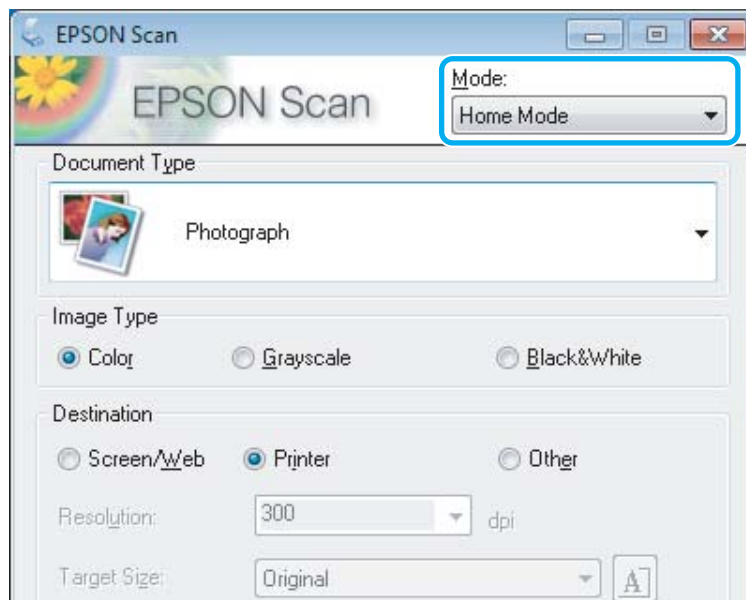 EPSON Scan
EPSON Scan
Mode:
Home Mode
Document Type
Photograph
Image Type
Color Grayscale Black&White
Destination
Screen/Web Printer Other
Resolution: 300 dpi
Target Size: Original A